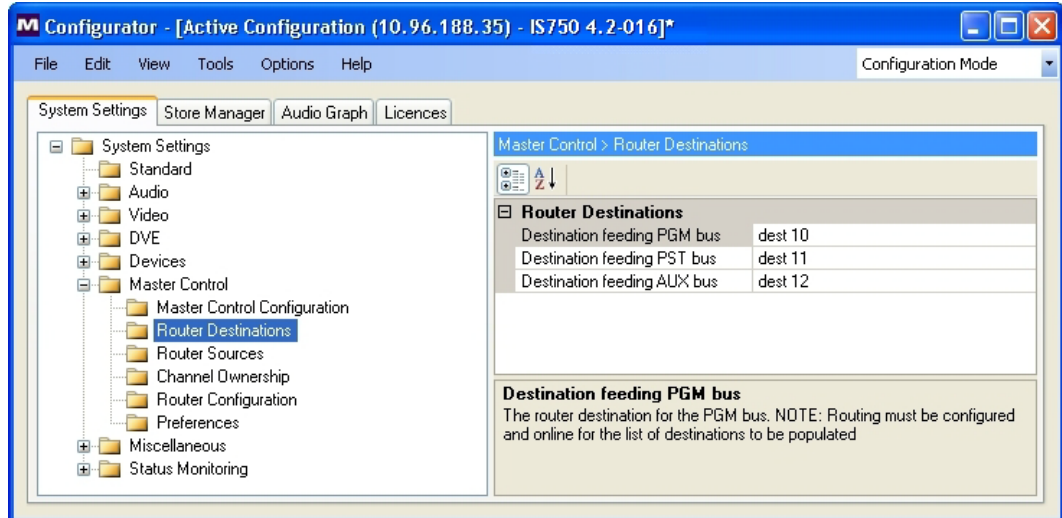 M Configurator - [Active Configuration (10.96.188.35) - IS750 4.2-016]*
File Edit View Tools Options Help Configuration Mode
System Settings Store Manager Audio Graph Licences
System Settings
Standard
Audio
Video
DVE
Devices
Master Control
Master Control Configuration
Router Destinations
Router Sources
Channel Ownership
Router Configuration
Preferences
Miscellaneous
Status Monitoring
Master Control > Router Destinations
A
Z
Router Destinations
Destination feeding PGM bus dest 10
Destination feeding PST bus dest 11
Destination feeding AUX bus dest 12
Destination feeding PGM bus
The router destination for the PGM bus. NOTE: Routing must be configured
and online for the list of destinations to be populated